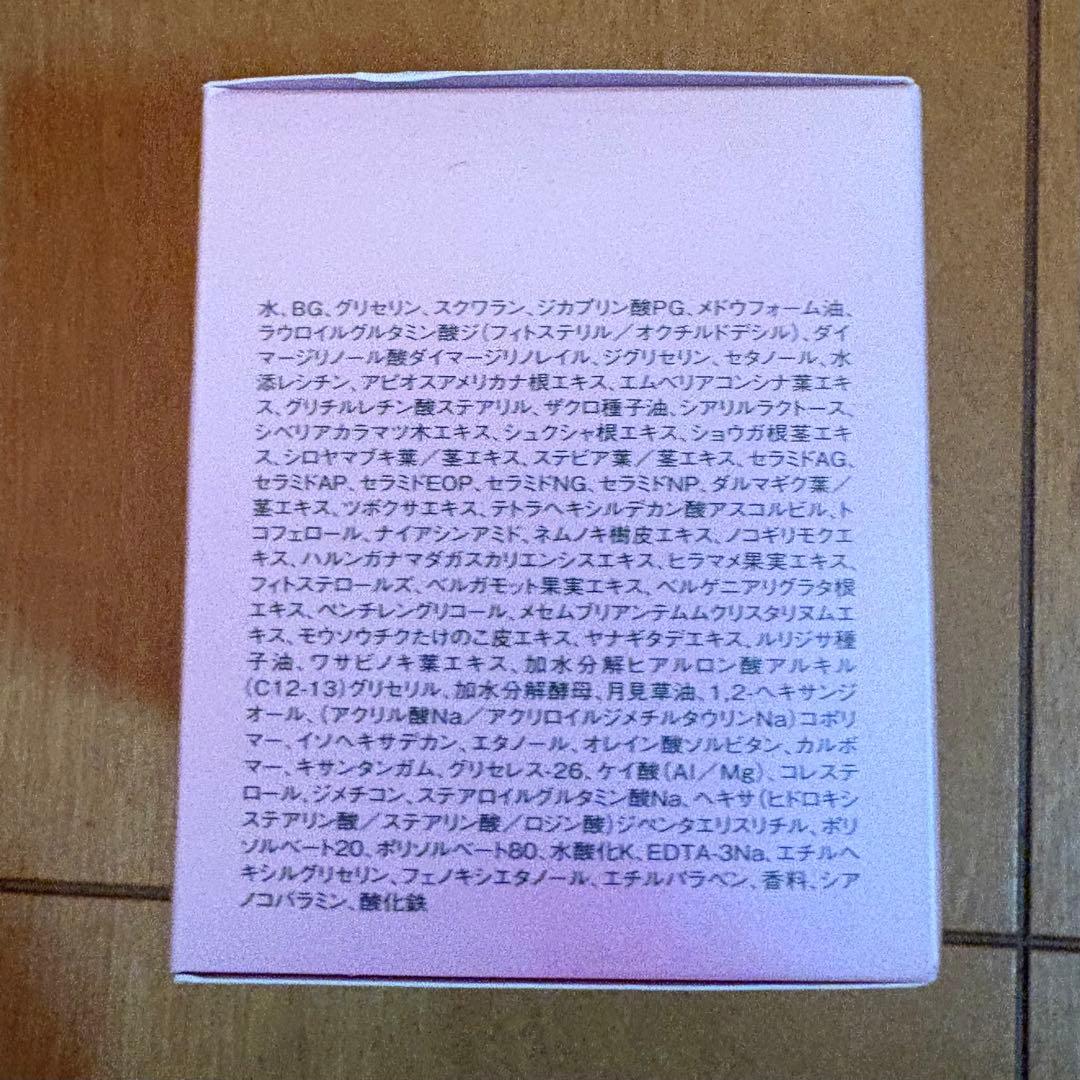 水、BG、グリセリン、スクワラン、ジカプリン酸PG、メドウフォーム油、
ラウロイルグルタミン酸ジ(フィトステリル／オクチルドデシル)、ダイ
マージリノール酸ダイマージリノレイル、ジグリセリン、セタノール、水
添レシチン、アピオスアメリカナ根エキス、エムベリアコンシナ葉エキ
ス、グリチルレチン酸ステアリル、ザクロ種子油、シアリルラクトース、
シベリアカラマツ木エキス、シュクシャ根エキス、ショウガ根茎エキ
ス、シロヤマブキ葉／茎エキス、ステビア葉／茎エキス、セラミドAG、
セラミドAP、セラミドEOP、セラミドNG、セラミドNP、ダルマギク葉／
茎エキス、ツボクサエキス、テトラヘキシルデカン酸アスコルビル、ト
コフェロール、ナイアシンアミド、ネムノキ樹皮エキス、ノコギリモクエ
キス、ハルンガナマダガスカリエンシスエキス、ヒラマメ果実エキス、
フィトステロールズ、ベルガモット果実エキス、ベルゲニアリグラタ根
エキス、ペンチレングリコール、メセムブリアンテムムクリスタリヌムエ
キス、モウソウチクたけのこ皮エキス、ヤナギタデエキス、ルリジサ種
子油、ワサビノキ葉エキス、加水分解ヒアルロン酸アルキル
(C12-13)グリセリル、加水分解酵母、月見草油、1,2-ヘキサンジ
オール、(アクリル酸Na／アクリロイルジメチルタウリンNa)コポリ
マー、イソヘキサデカン、エタノール、オレイン酸ソルビタン、カルボ
マー、キサンタンガム、グリセレス-26、ケイ酸(Al／Mg)、コレステ
ロール、ジメチコン、ステアロイルグルタミン酸Na、ヘキサ(ヒドロキシ
ステアリン酸／ステアリン酸／ロジン酸)ジペンタエリスリチル、ポリ
ソルベート20、ポリソルベート80、水酸化K、EDTA-3Na、エチルヘ
キシルグリセリン、フェノキシエタノール、エチルパラベン、香料、シア
ノコバラミン、酸化鉄